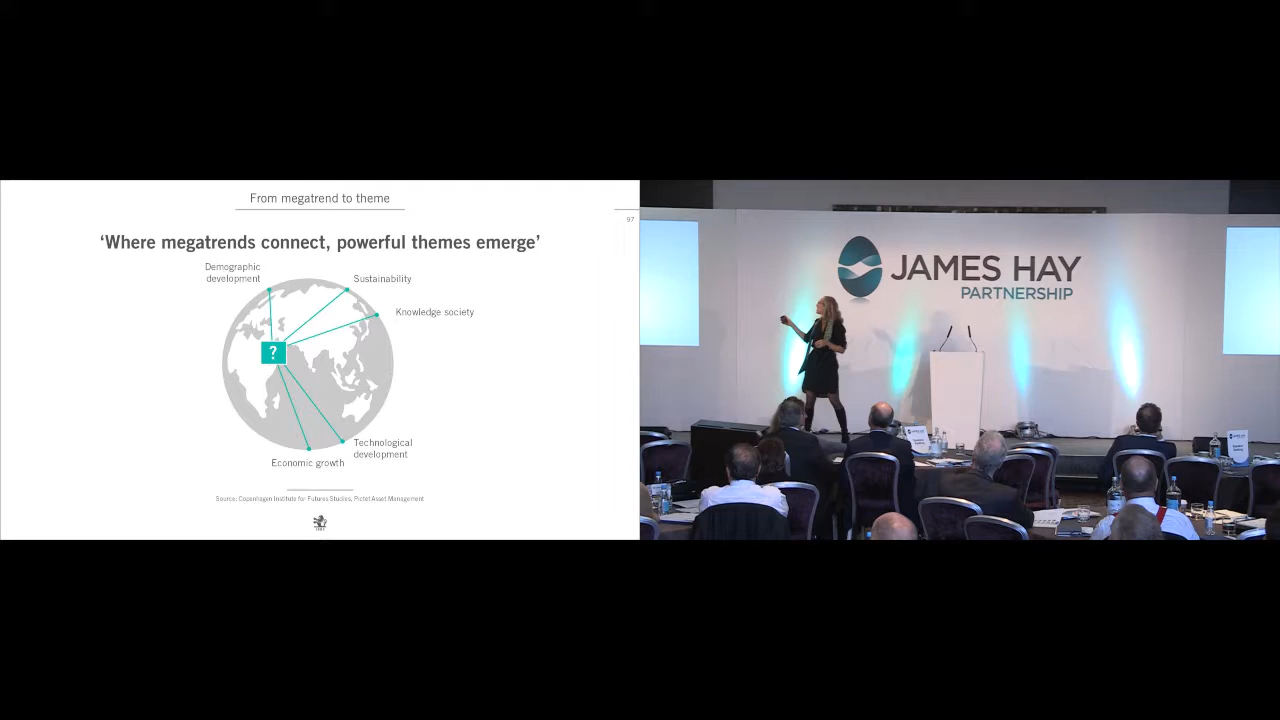 From megatrend to theme
97
‘Where megatrends connect, powerful themes emerge’
Demographic
development
Sustainability
Knowledge society
?
Technological
development
Economic growth
Source: Copenhagen Institute for Futures Studies, Pictet Asset Management
JAMES HAY
PARTNERSHIP